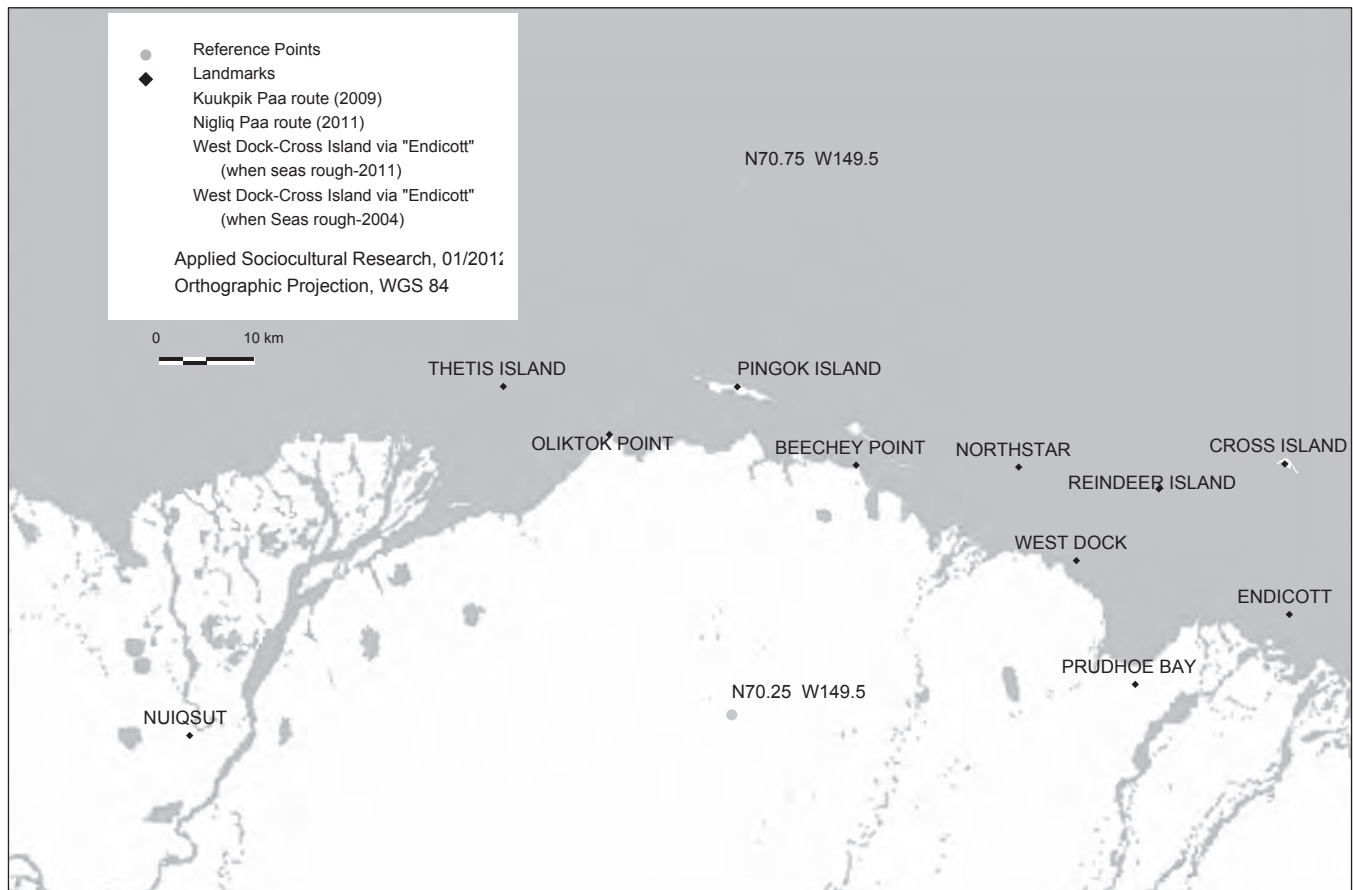 Reference Points
Landmarks
Kuukpik Paa route (2009)
Nigliq Paa route (2011)
West Dock-Cross Island via "Endicott"
(when seas rough-2011)
West Dock-Cross Island via "Endicott"
(when Seas rough-2004)
Applied Sociocultural Research, 01/2012
Orthographic Projection, WGS 84
0 10 km
N70.75 W149.5
THETIS ISLAND
PINGOK ISLAND
OLIKTOK POINT
BEECHEY POINT
NORTHSTAR
CROSS ISLAND
REINDEER ISLAND
WEST DOCK
ENDICOTT
PRUDHOE BAY
N70.25 W149.5
NUIQSUT